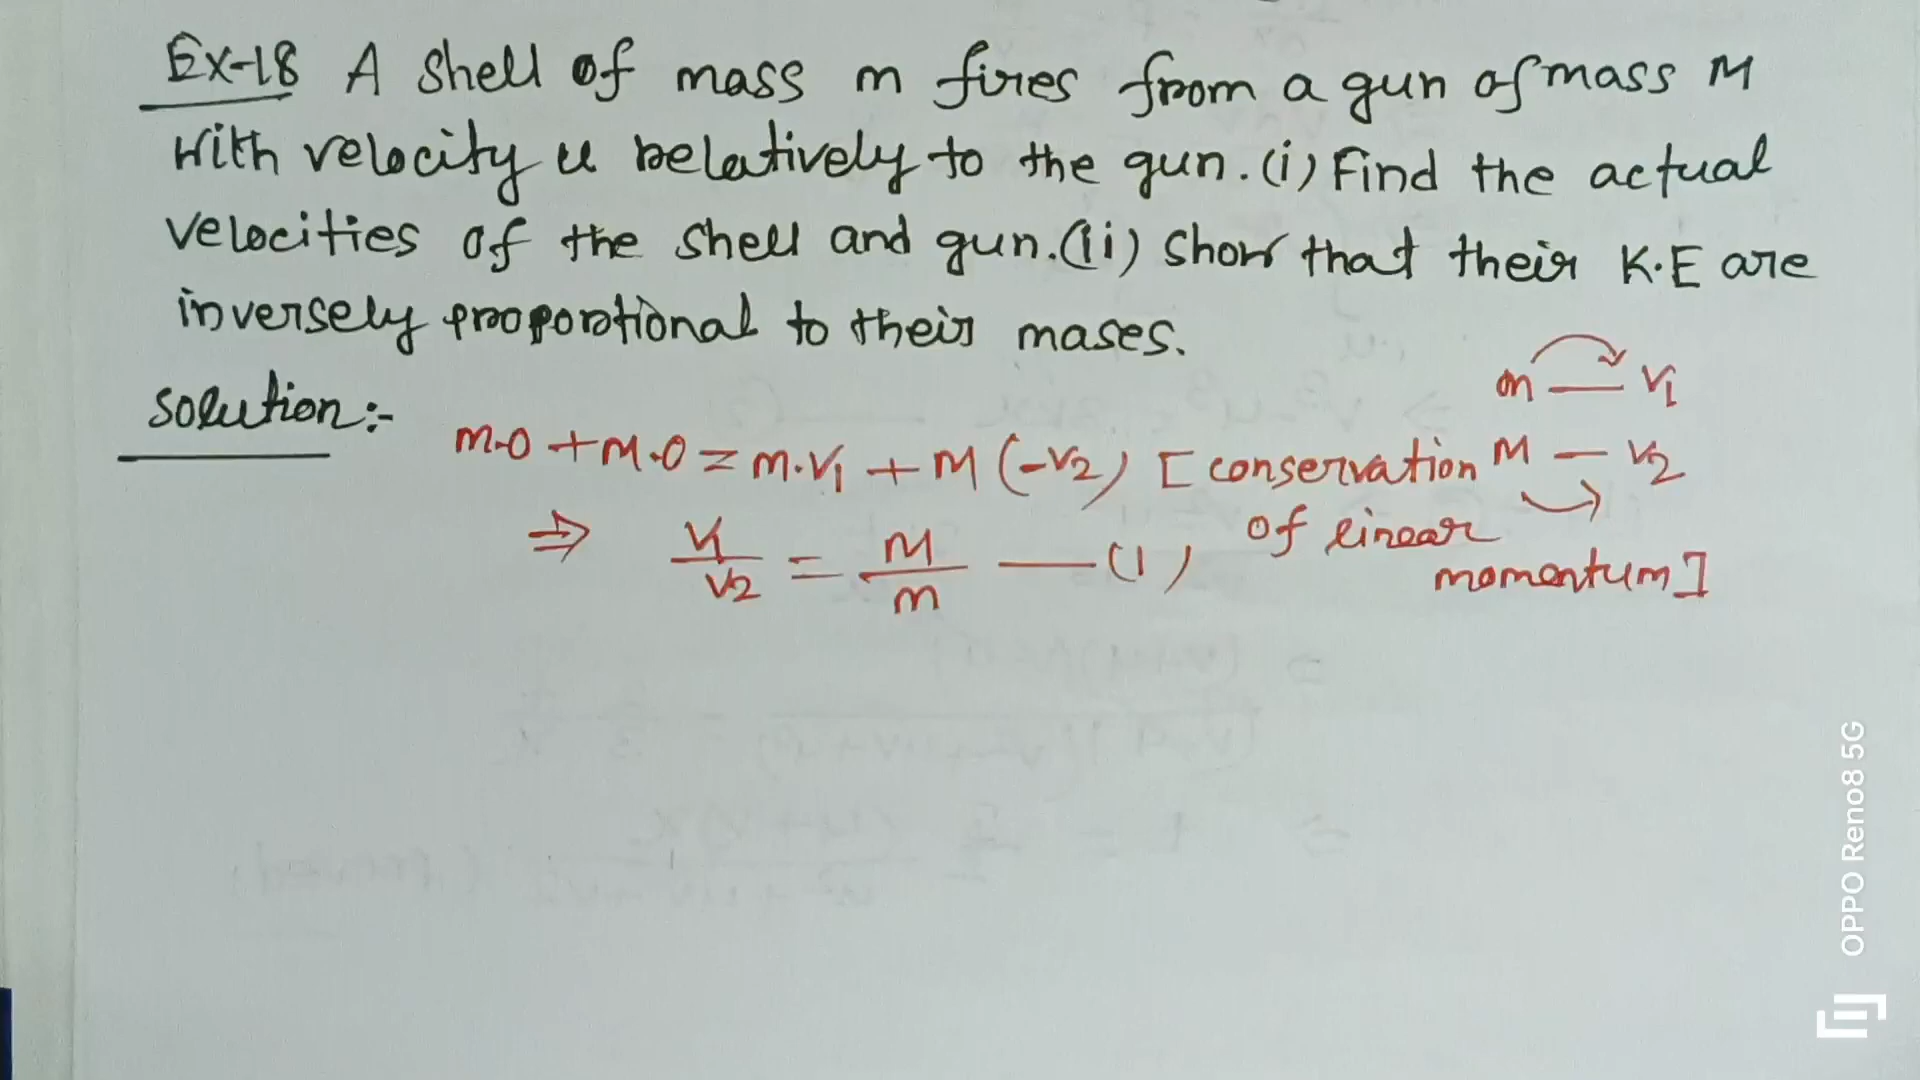 Ex-18 A shell of mass m fires from a gun of mass M
with velocity u relatively to the gun. (i) Find the actual
velocities of the shell and gun. (ii) show that their K.E are
inversely proportional to their mases.
solution:-
m — v₁
m.0 + M.0 = m.v₁ + M (-v₂) [conservation
M — v₂
of linear
momentum]
⇒ v₁/v₂ = M/m — (1)
OPPO Reno8 5G